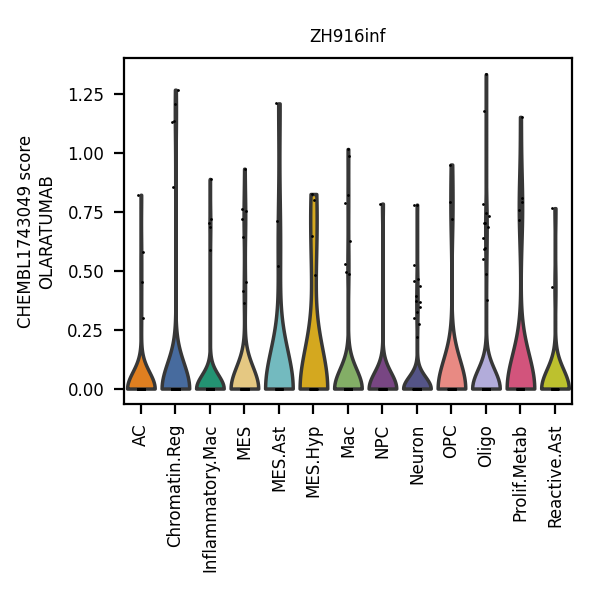 ZH916inf
CHEMBL1743049 score
OLARATUMAB
1.25
1.00
0.75
0.50
0.25
0.00
AC
Chromatin.Reg
Inflammatory.Mac
MES
MES.Ast
MES.Hyp
Mac
NPC
Neuron
OPC
Oligo
Prolif.Metab
Reactive.Ast